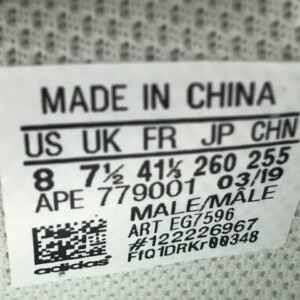 MADE IN CHINA
US UK FR JP CHN
8 7½ 41⅓ 260 255
APE 779001 03/19
MALE/MÂLE
ART EG7596
#122226967
FfQ1DRKr00348
adidas